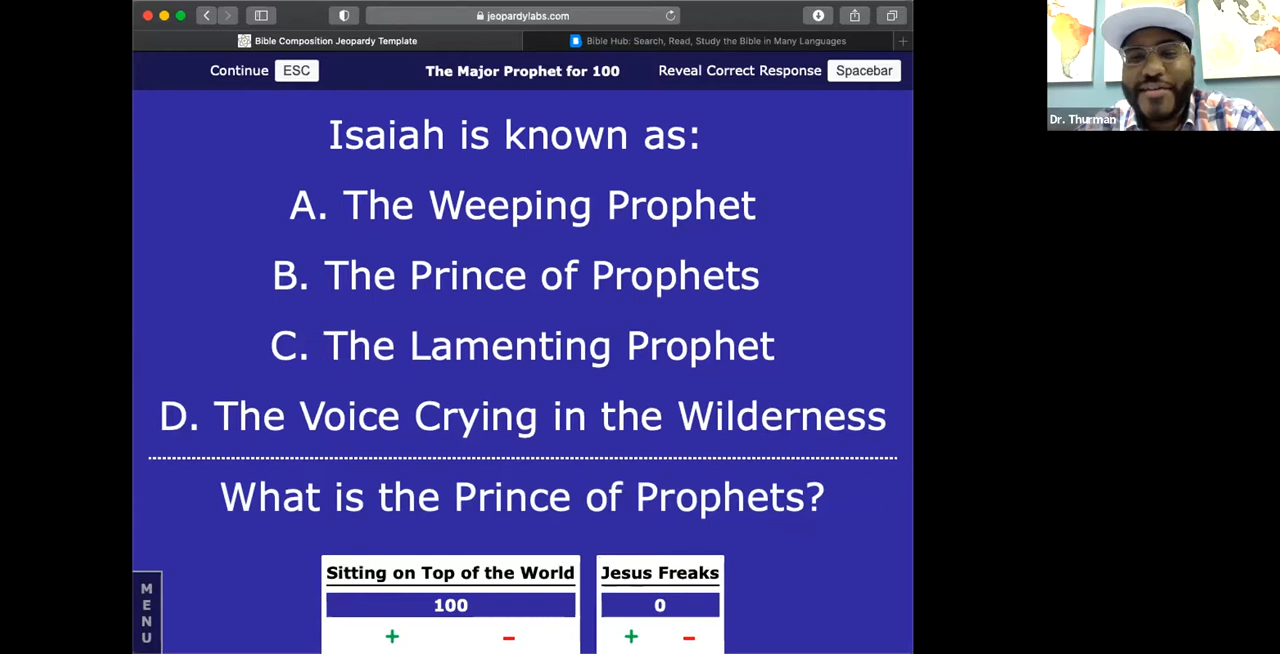 jeopardylabs.com
Bible Composition Jeopardy Template
Bible Hub: Search, Read, Study the Bible in Many Languages
Continue ESC
The Major Prophet for 100
Reveal Correct Response Spacebar
Dr. Thurman
Isaiah is known as:
A. The Weeping Prophet
B. The Prince of Prophets
C. The Lamenting Prophet
D. The Voice Crying in the Wilderness
What is the Prince of Prophets?
MENU
Sitting on Top of the World
100
+ −
Jesus Freaks
0
+ −